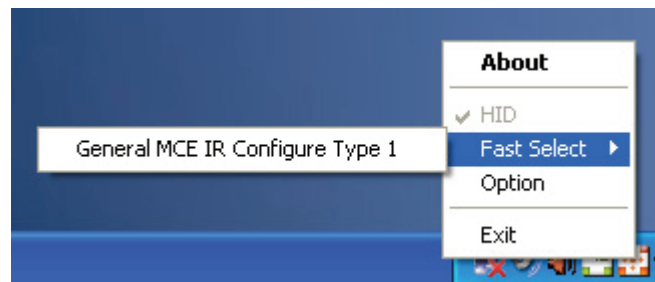 About
HID
Fast Select
General MCE IR Configure Type 1
Option
Exit